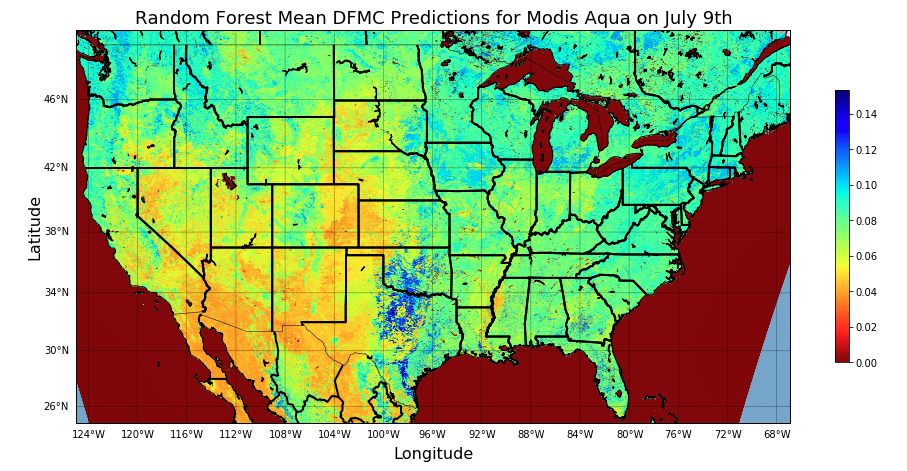 Random Forest Mean DFMC Predictions for Modis Aqua on July 9th
46°N
42°N
38°N
34°N
30°N
26°N
Latitude
124°W 120°W 116°W 112°W 108°W 104°W 100°W 96°W 92°W 88°W 84°W 80°W 76°W 72°W 68°W
Longitude
0.14
0.12
0.10
0.08
0.06
0.04
0.02
0.00